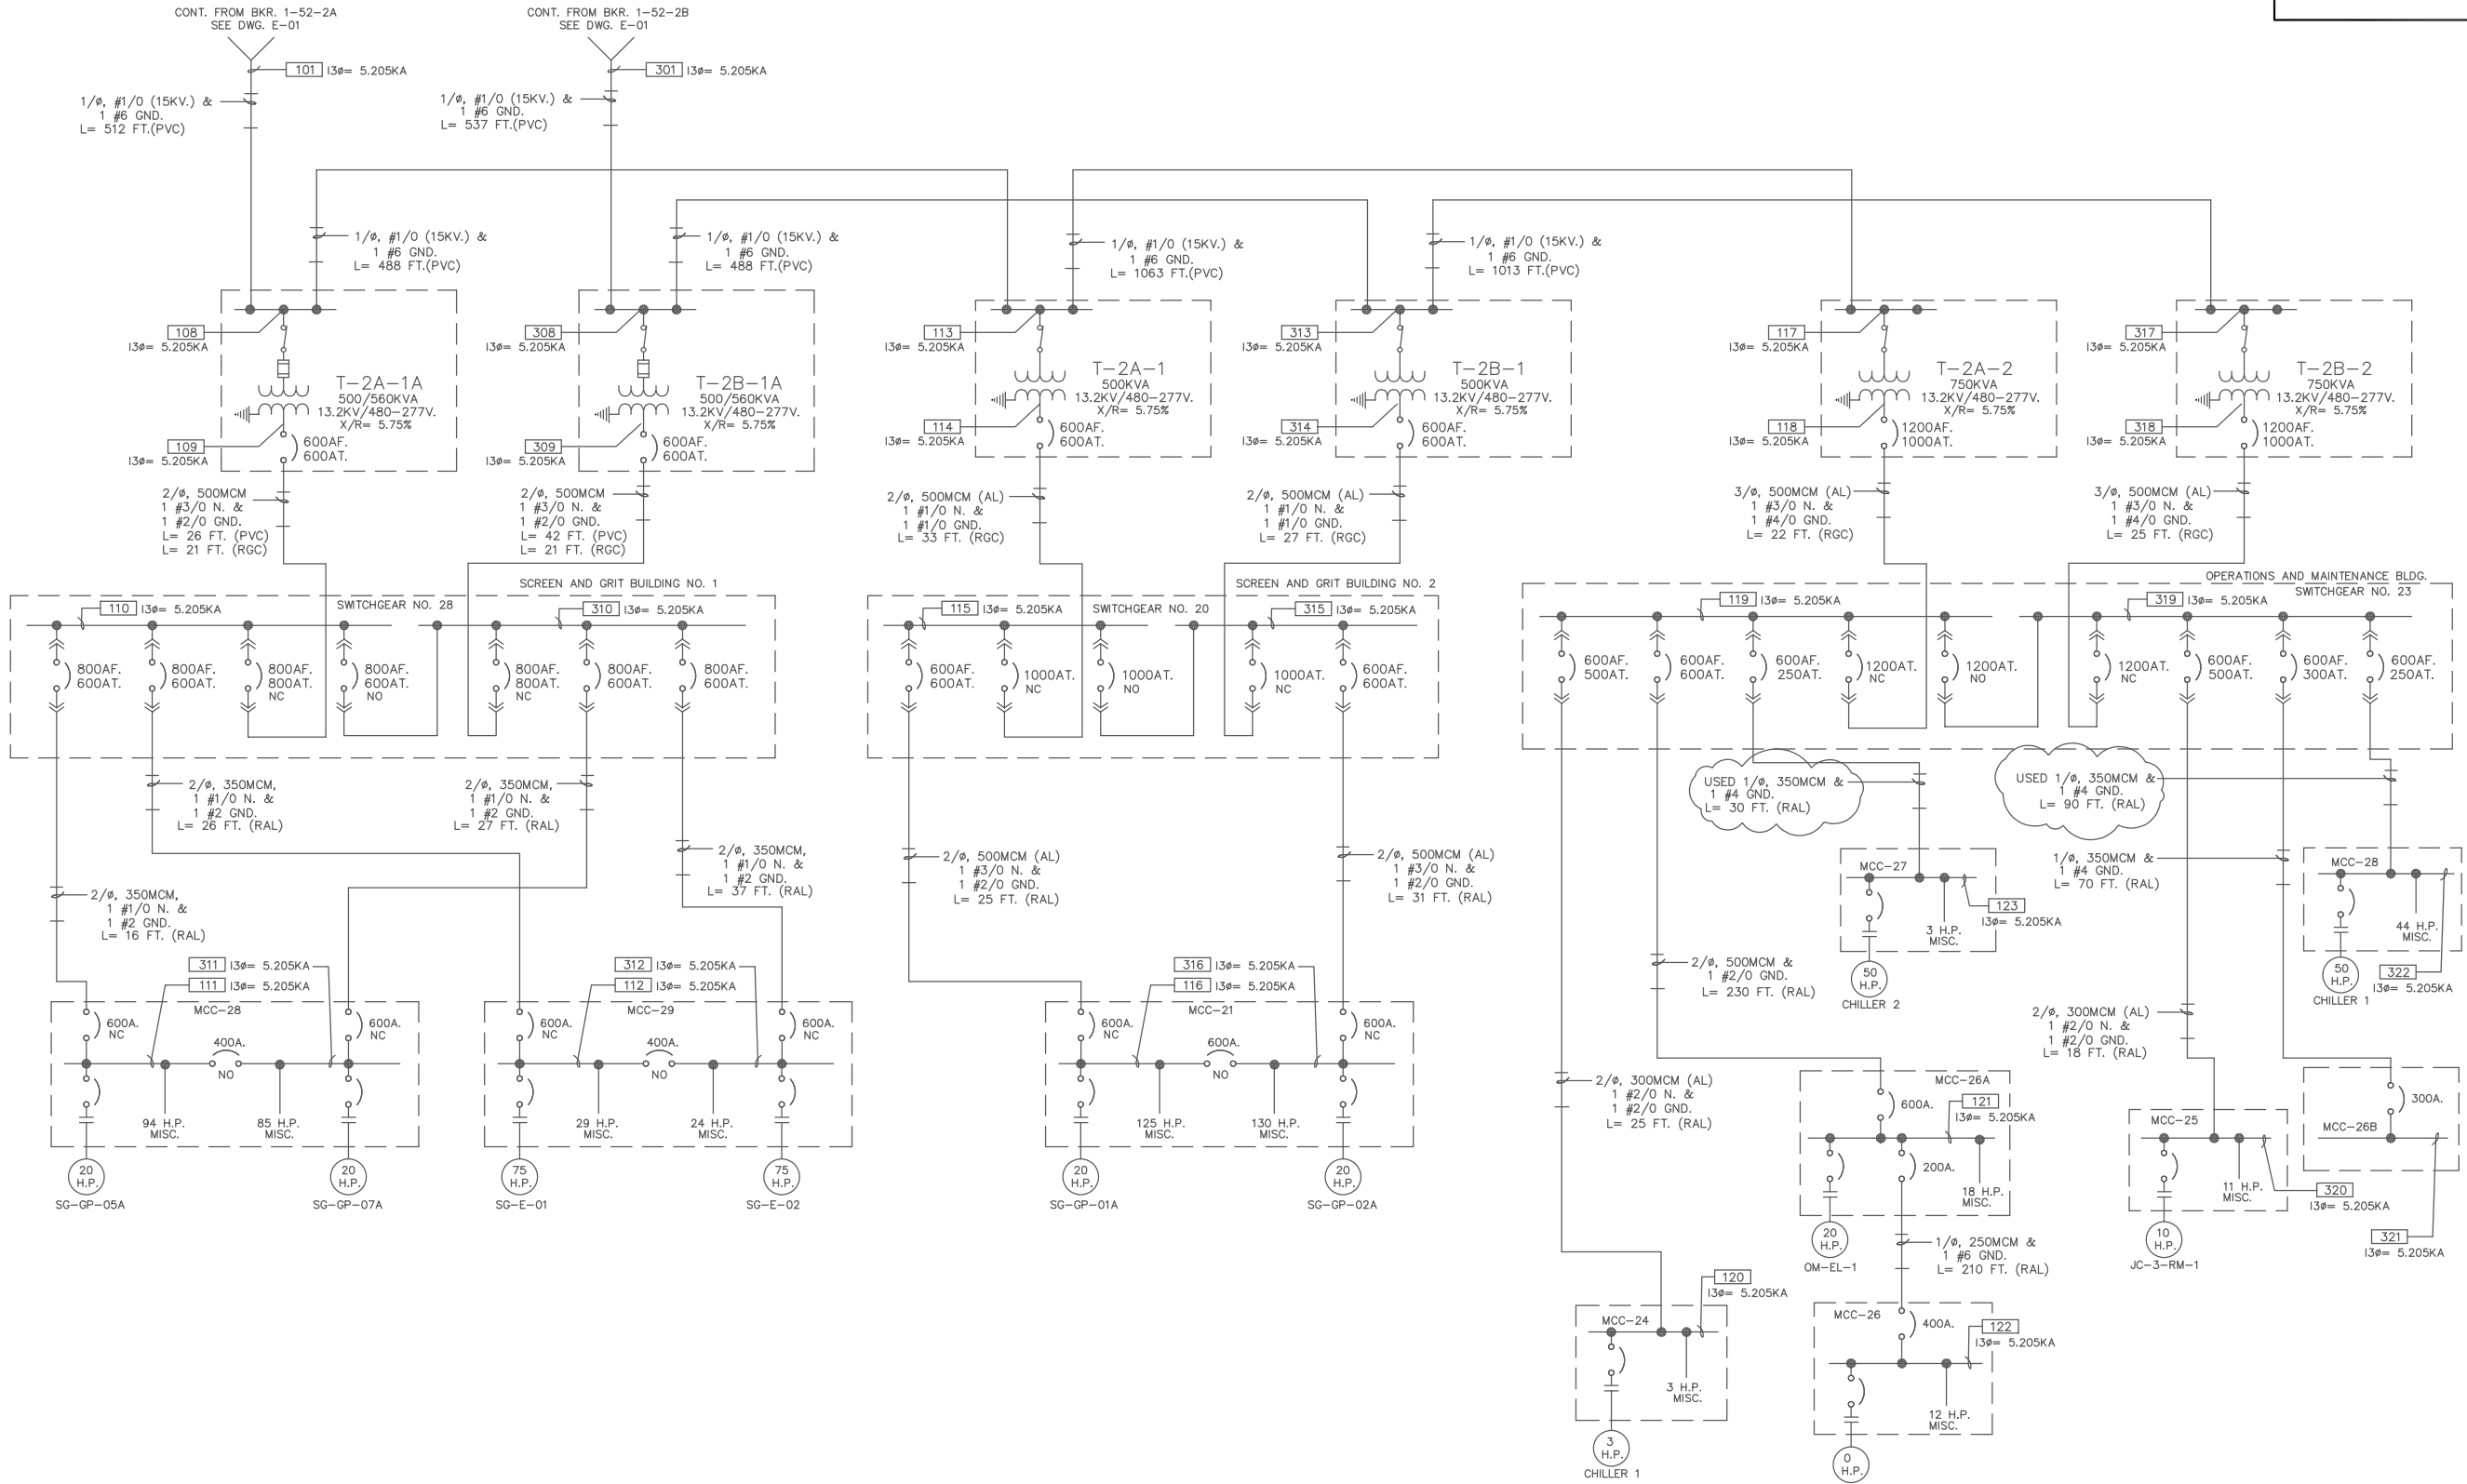 CONT. FROM BKR. 1-52-2A
SEE DWG. E-01
CONT. FROM BKR. 1-52-2B
SEE DWG. E-01
101 I3ø= 5.205KA
301 I3ø= 5.205KA
1/ø, #1/0 (15KV.) &
1 #6 GND.
L= 512 FT.(PVC)
1/ø, #1/0 (15KV.) &
1 #6 GND.
L= 537 FT.(PVC)
1/ø, #1/0 (15KV.) &
1 #6 GND.
L= 488 FT.(PVC)
1/ø, #1/0 (15KV.) &
1 #6 GND.
L= 488 FT.(PVC)
1/ø, #1/0 (15KV.) &
1 #6 GND.
L= 1063 FT.(PVC)
1/ø, #1/0 (15KV.) &
1 #6 GND.
L= 1013 FT.(PVC)
108
I3ø= 5.205KA
T-2A-1A
500/560KVA
13.2KV/480-277V.
X/R= 5.75%
109
I3ø= 5.205KA
600AF.
600AT.
308
I3ø= 5.205KA
T-2B-1A
500/560KVA
13.2KV/480-277V.
X/R= 5.75%
309
I3ø= 5.205KA
600AF.
600AT.
113
I3ø= 5.205KA
T-2A-1
500KVA
13.2KV/480-277V.
X/R= 5.75%
114
I3ø= 5.205KA
600AF.
600AT.
313
I3ø= 5.205KA
T-2B-1
500KVA
13.2KV/480-277V.
X/R= 5.75%
314
I3ø= 5.205KA
600AF.
600AT.
117
I3ø= 5.205KA
T-2A-2
750KVA
13.2KV/480-277V.
X/R= 5.75%
118
I3ø= 5.205KA
1200AF.
1000AT.
317
I3ø= 5.205KA
T-2B-2
750KVA
13.2KV/480-277V.
X/R= 5.75%
318
I3ø= 5.205KA
1200AF.
1000AT.
2/ø, 500MCM
1 #3/0 N. &
1 #2/0 GND.
L= 26 FT. (PVC)
L= 21 FT. (RGC)
2/ø, 500MCM
1 #3/0 N. &
1 #2/0 GND.
L= 42 FT. (PVC)
L= 21 FT. (RGC)
2/ø, 500MCM (AL)
1 #1/0 N. &
1 #1/0 GND.
L= 33 FT. (RGC)
2/ø, 500MCM (AL)
1 #1/0 N. &
1 #1/0 GND.
L= 27 FT. (RGC)
3/ø, 500MCM (AL)
1 #3/0 N. &
1 #4/0 GND.
L= 22 FT. (RGC)
3/ø, 500MCM (AL)
1 #3/0 N. &
1 #4/0 GND.
L= 25 FT. (RGC)
SCREEN AND GRIT BUILDING NO. 1
110 I3ø= 5.205KA
SWITCHGEAR NO. 28
310 I3ø= 5.205KA
800AF.
600AT.
800AF.
600AT.
800AF.
800AT.
NC
800AF.
600AT.
NO
800AF.
800AT.
NC
800AF.
600AT.
800AF.
600AT.
SCREEN AND GRIT BUILDING NO. 2
115 I3ø= 5.205KA
SWITCHGEAR NO. 20
315 I3ø= 5.205KA
600AF.
600AT.
1000AT.
NC
1000AT.
NO
1000AT.
NC
600AF.
600AT.
OPERATIONS AND MAINTENANCE BLDG.
SWITCHGEAR NO. 23
119 I3ø= 5.205KA
319 I3ø= 5.205KA
600AF.
500AT.
600AF.
600AT.
600AF.
250AT.
1200AT.
NC
1200AT.
NO
1200AT.
NC
600AF.
500AT.
600AF.
300AT.
600AF.
250AT.
2/ø, 350MCM,
1 #1/0 N. &
1 #2 GND.
L= 26 FT. (RAL)
2/ø, 350MCM,
1 #1/0 N. &
1 #2 GND.
L= 27 FT. (RAL)
2/ø, 350MCM,
1 #1/0 N. &
1 #2 GND.
L= 37 FT. (RAL)
2/ø, 350MCM,
1 #1/0 N. &
1 #2 GND.
L= 16 FT. (RAL)
2/ø, 500MCM (AL)
1 #3/0 N. &
1 #2/0 GND.
L= 25 FT. (RAL)
2/ø, 500MCM (AL)
1 #3/0 N. &
1 #2/0 GND.
L= 31 FT. (RAL)
USED 1/ø, 350MCM &
1 #4 GND.
L= 30 FT. (RAL)
USED 1/ø, 350MCM &
1 #4 GND.
L= 90 FT. (RAL)
1/ø, 350MCM &
1 #4 GND.
L= 70 FT. (RAL)
MCC-27
123
I3ø= 5.205KA
3 H.P.
MISC.
50
H.P.
CHILLER 2
MCC-28
44 H.P.
MISC.
322
I3ø= 5.205KA
50
H.P.
CHILLER 1
2/ø, 500MCM &
1 #2/0 GND.
L= 230 FT. (RAL)
2/ø, 300MCM (AL)
1 #2/0 N. &
1 #2/0 GND.
L= 18 FT. (RAL)
2/ø, 300MCM (AL)
1 #2/0 N. &
1 #2/0 GND.
L= 25 FT. (RAL)
311 I3ø= 5.205KA
111 I3ø= 5.205KA
MCC-28
600A.
NC
400A.
NO
600A.
NC
94 H.P.
MISC.
85 H.P.
MISC.
20
H.P.
SG-GP-05A
20
H.P.
SG-GP-07A
312 I3ø= 5.205KA
112 I3ø= 5.205KA
MCC-29
600A.
NC
400A.
NO
600A.
NC
29 H.P.
MISC.
24 H.P.
MISC.
75
H.P.
SG-E-01
75
H.P.
SG-E-02
316 I3ø= 5.205KA
116 I3ø= 5.205KA
MCC-21
600A.
NC
600A.
NO
600A.
NC
125 H.P.
MISC.
130 H.P.
MISC.
20
H.P.
SG-GP-01A
20
H.P.
SG-GP-02A
MCC-26A
600A.
121
I3ø= 5.205KA
200A.
18 H.P.
MISC.
20
H.P.
OM-EL-1
1/ø, 250MCM &
1 #6 GND.
L= 210 FT. (RAL)
MCC-25
11 H.P.
MISC.
320
I3ø= 5.205KA
10
H.P.
JC-3-RM-1
300A.
MCC-26B
321
I3ø= 5.205KA
120
I3ø= 5.205KA
MCC-24
3 H.P.
MISC.
3
H.P.
CHILLER 1
MCC-26
400A.
122
I3ø= 5.205KA
12 H.P.
MISC.
0
H.P.